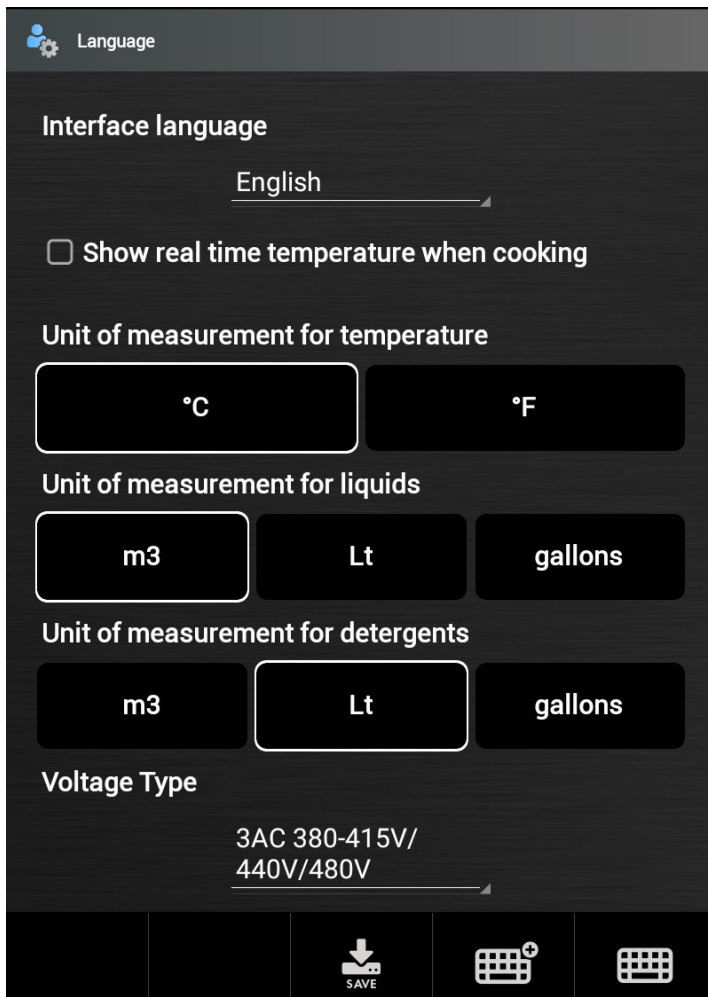 Language
Interface language
English
Show real time temperature when cooking
Unit of measurement for temperature
°C
°F
Unit of measurement for liquids
m3
Lt
gallons
Unit of measurement for detergents
m3
Lt
gallons
Voltage Type
3AC 380-415V/
440V/480V
SAVE